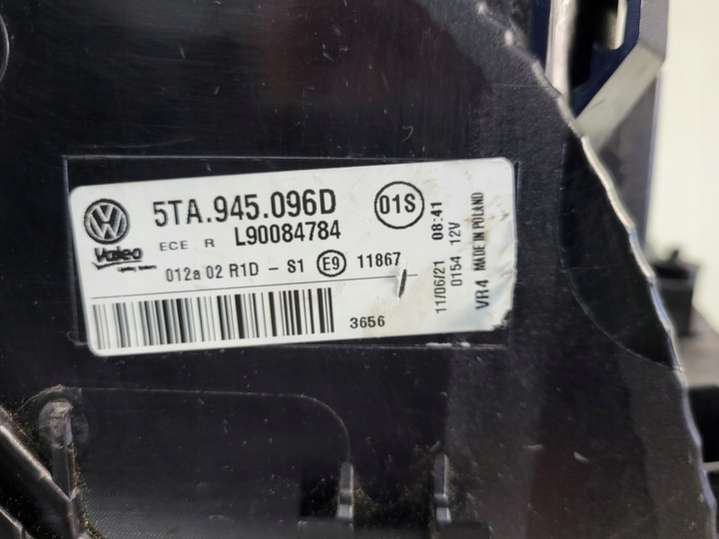 5TA.945.096D
01S
ECE R L90084784
Valeo
012a 02 R1D - S1 E9 11867
3656
11/06/21 08:41
0154 12V
VR4 MADE IN POLAND